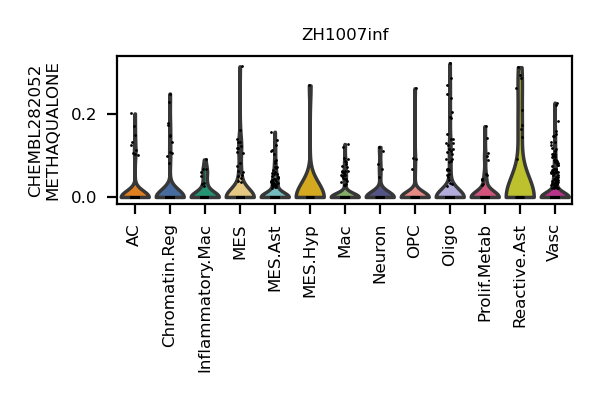 ZH1007inf
CHEMBL282052
METHAQUALONE
0.2
0.0
AC
Chromatin.Reg
Inflammatory.Mac
MES
MES.Ast
MES.Hyp
Mac
Neuron
OPC
Oligo
Prolif.Metab
Reactive.Ast
Vasc